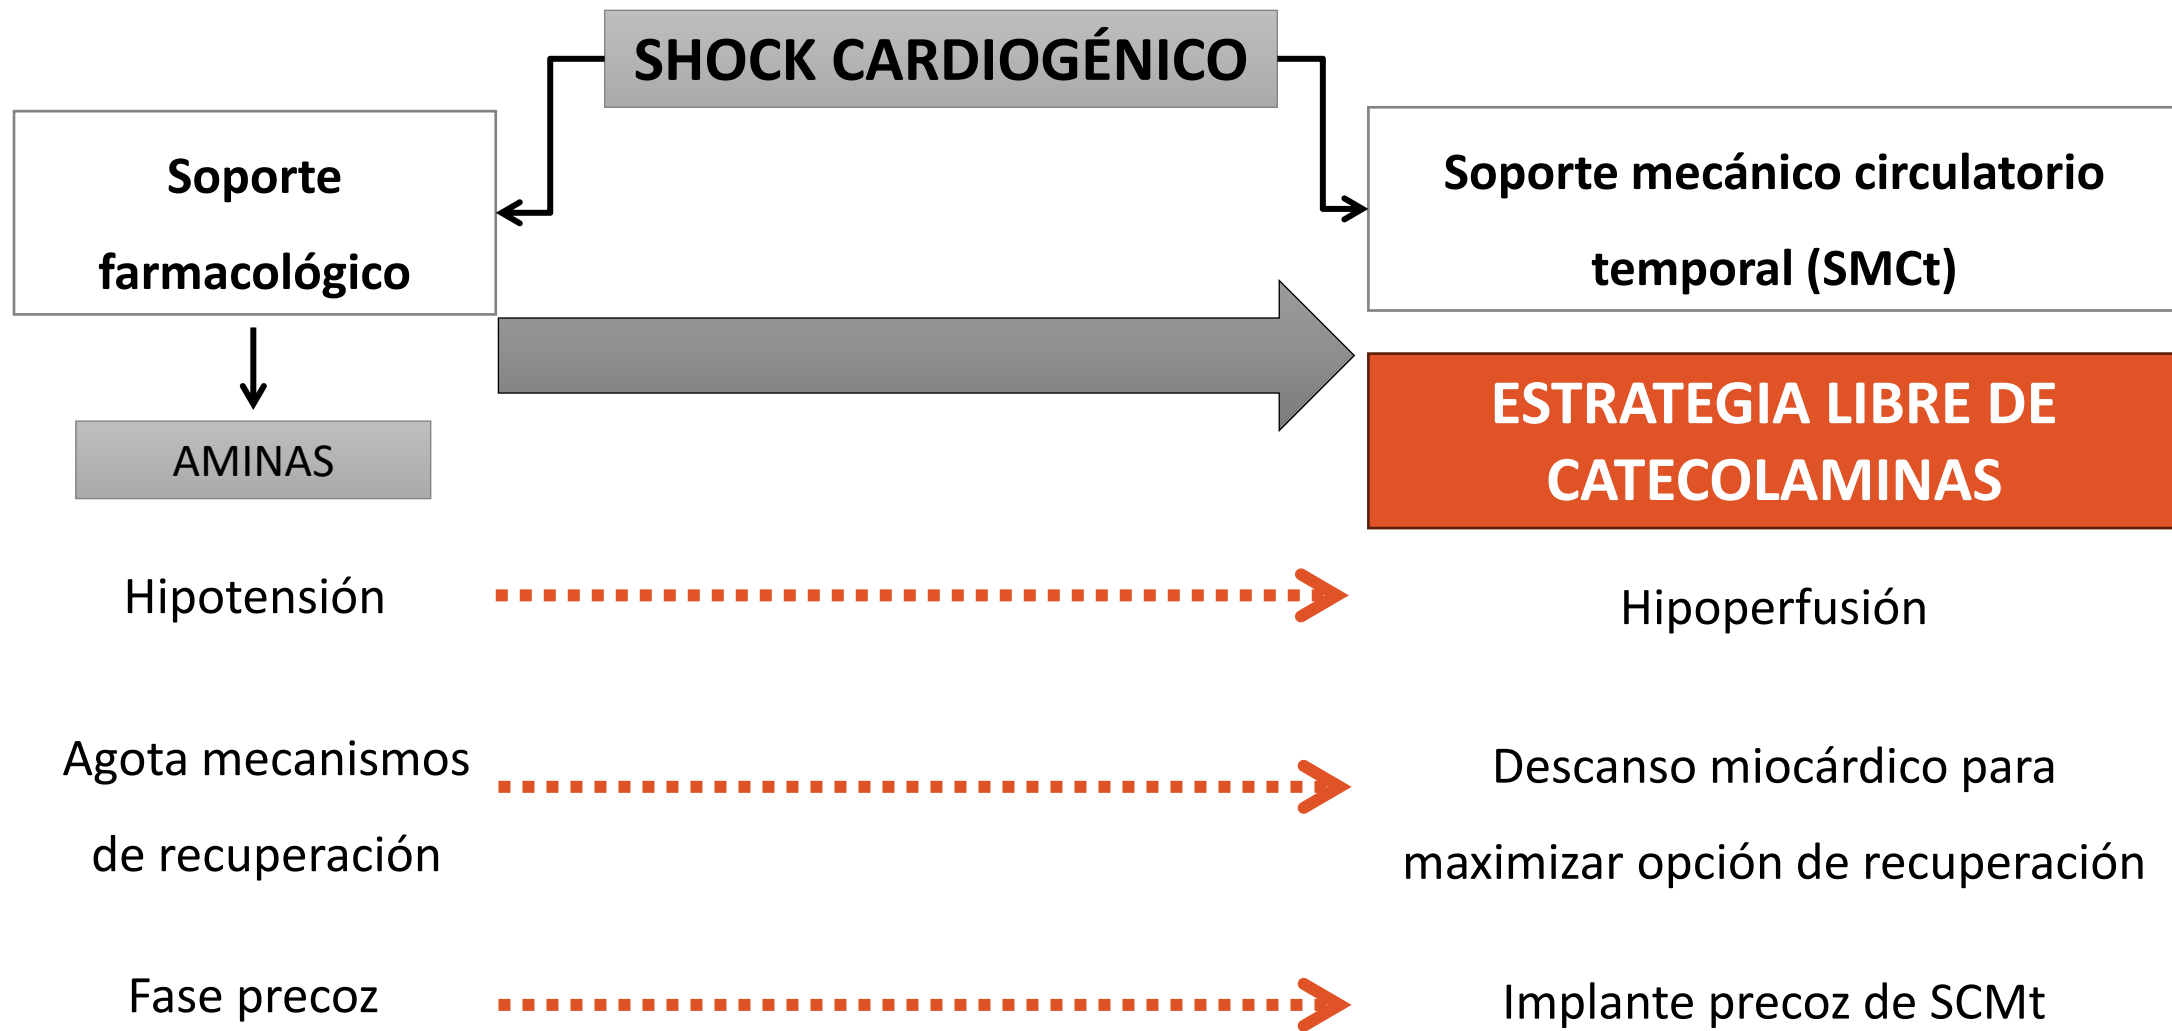 SHOCK CARDIOGÉNICO
Soporte
farmacológico
Soporte mecánico circulatorio
temporal (SMCt)
AMINAS
ESTRATEGIA LIBRE DE
CATECOLAMINAS
Hipotensión
Hipoperfusión
Agota mecanismos
de recuperación
Descanso miocárdico para
maximizar opción de recuperación
Fase precoz
Implante precoz de SCMt